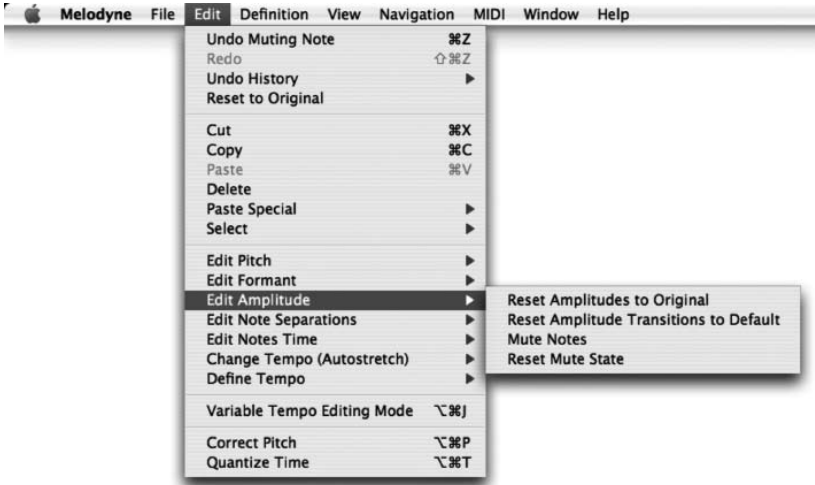 Melodyne File Edit Definition View Navigation MIDI Window Help
Undo Muting Note ⌘Z
Redo ⇧⌘Z
Undo History
Reset to Original
Cut ⌘X
Copy ⌘C
Paste ⌘V
Delete
Paste Special
Select
Edit Pitch
Edit Formant
Edit Amplitude
Edit Note Separations
Edit Notes Time
Change Tempo (Autostretch)
Define Tempo
Variable Tempo Editing Mode ⌥⌘J
Correct Pitch ⌥⌘P
Quantize Time ⌥⌘T
Reset Amplitudes to Original
Reset Amplitude Transitions to Default
Mute Notes
Reset Mute State